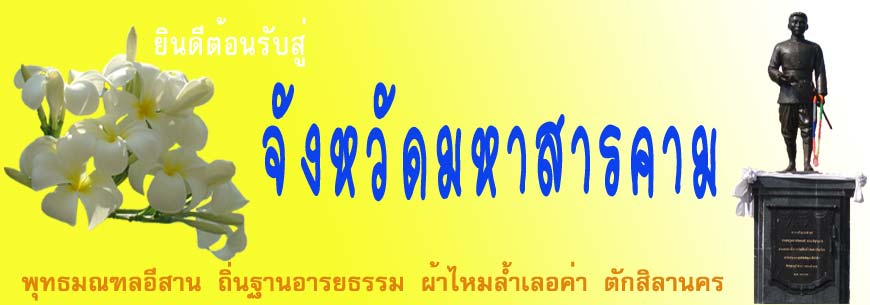 ยินดีต้อนรับสู่
จังหวัดมหาสารคาม
พุทธมณฑลอีสาน ถิ่นฐานอารยธรรม ผ้าไหมล้ำเลอค่า ตักสิลานคร